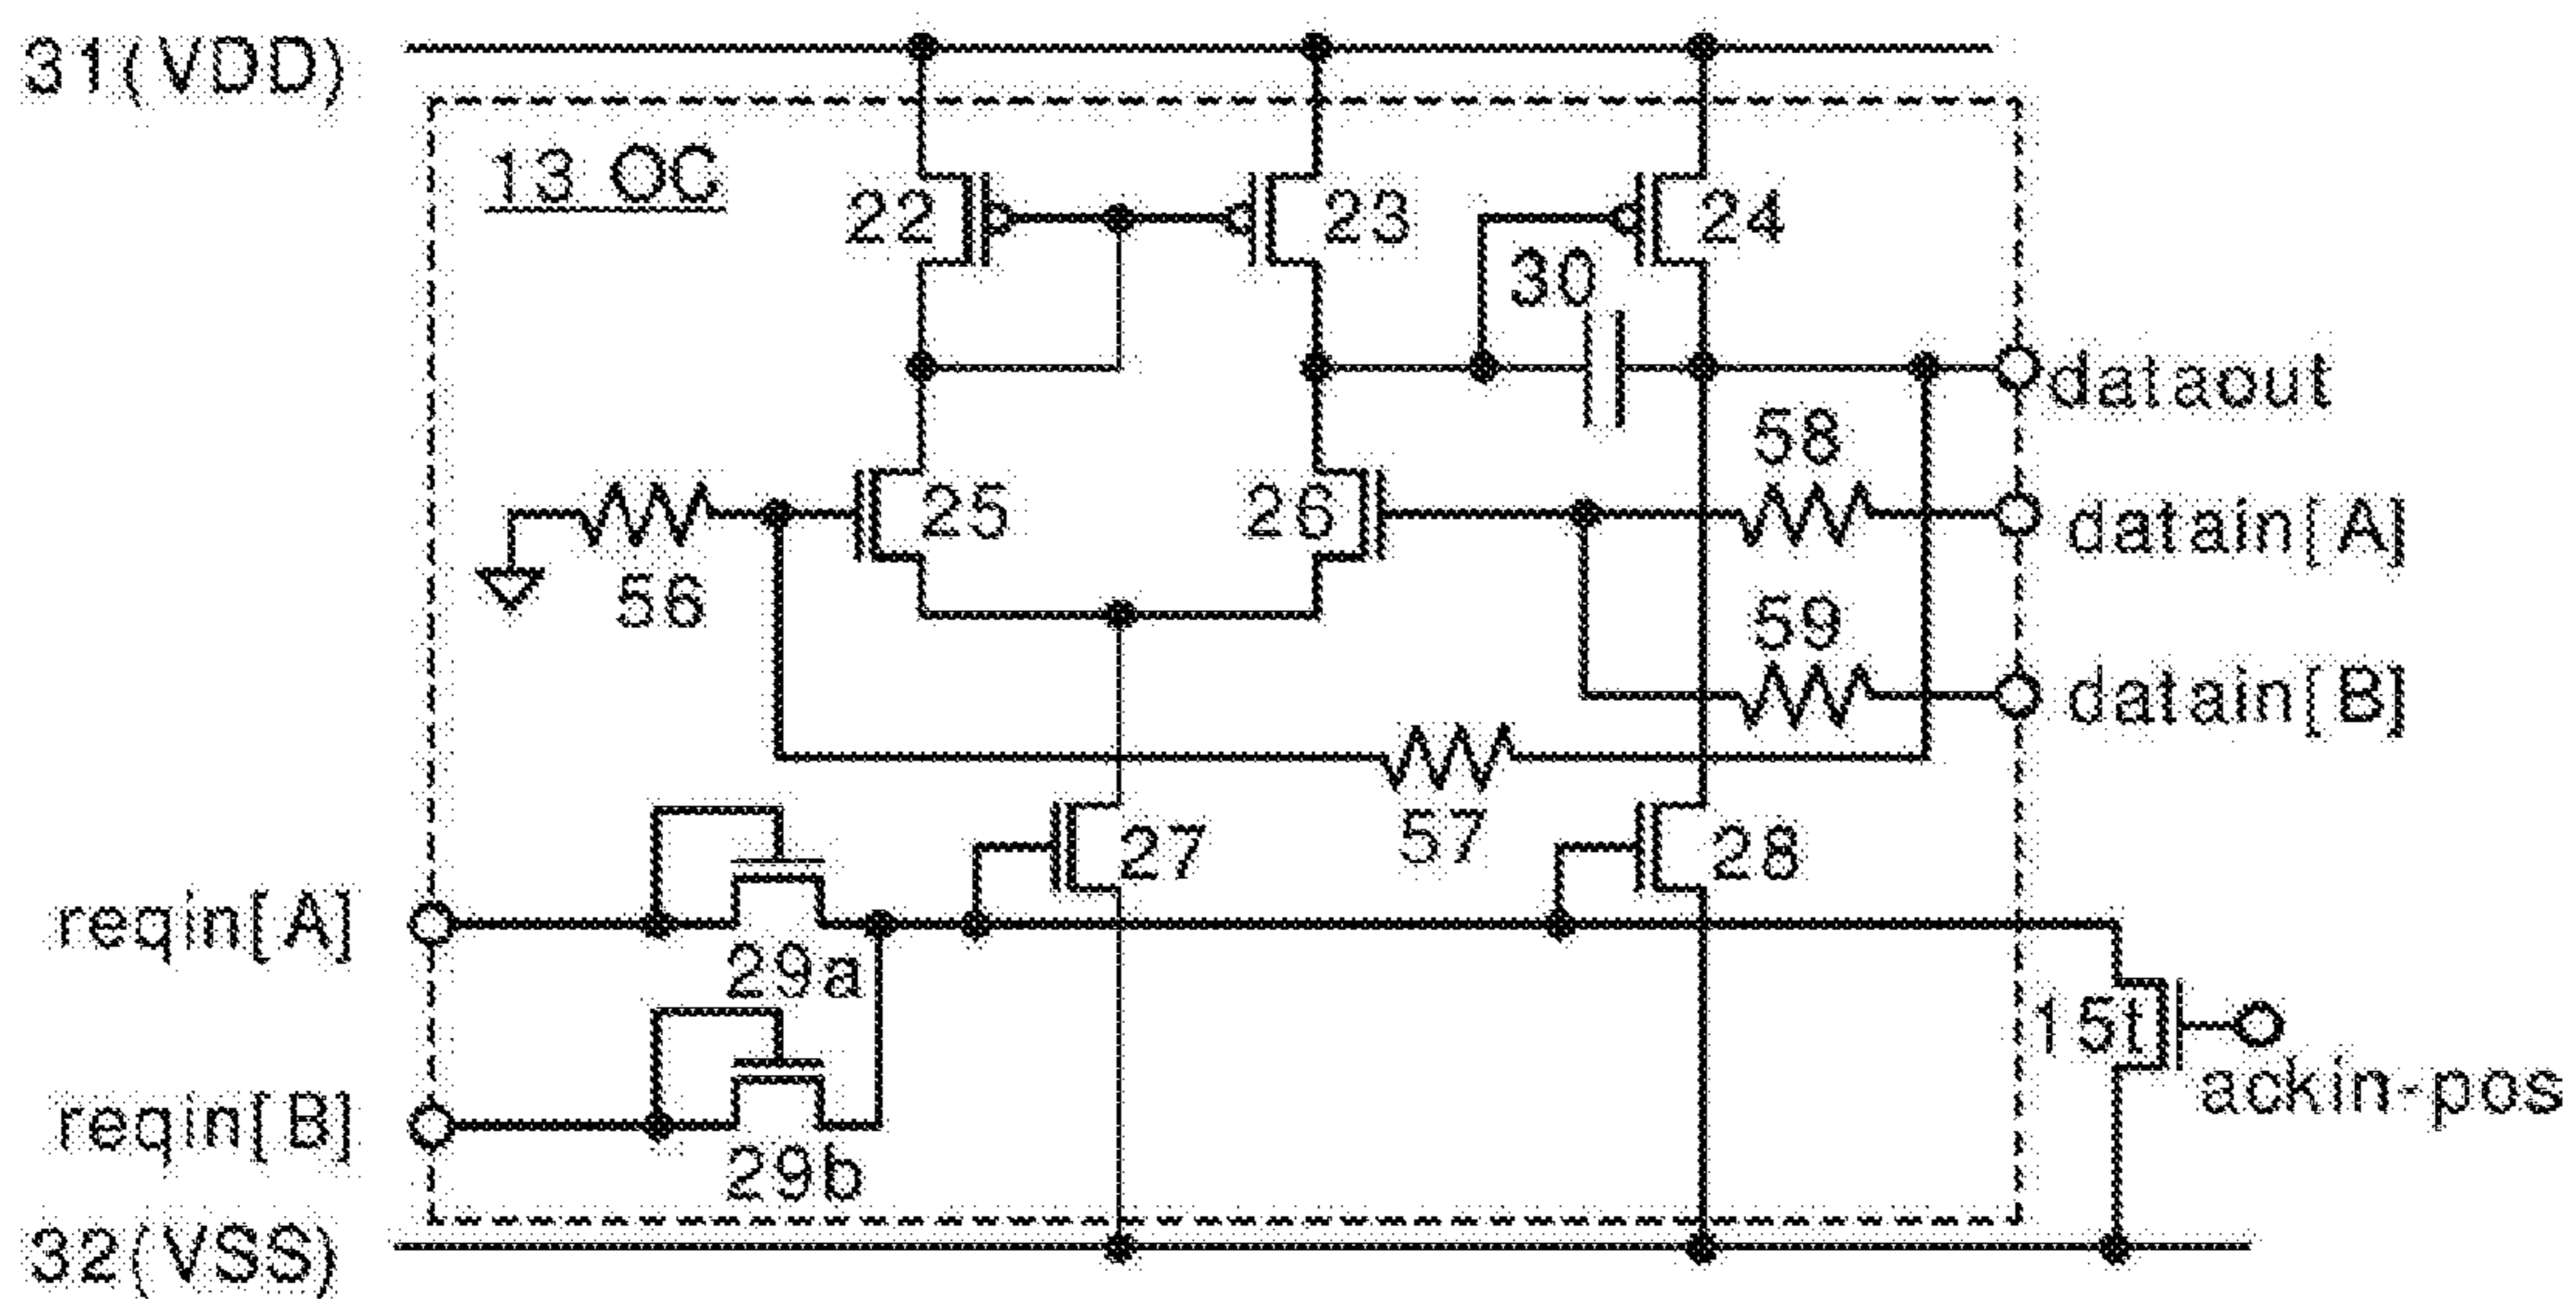 31(VDD)
13 OC
22
23
24
30
dataout
58
25
26
datain[A]
56
59
datain[B]
57
27
28
reqin[A]
29a
15t
ackin-pos
reqin[B]
29b
32(VSS)